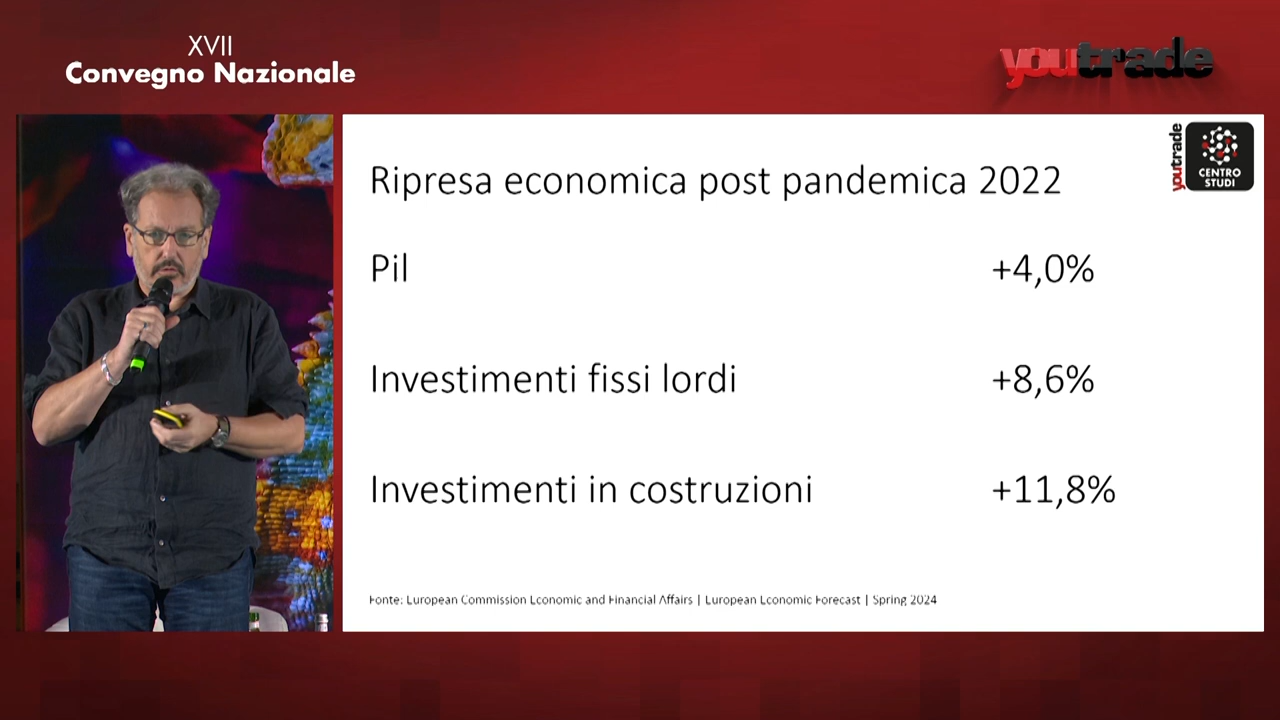 XVII
Convegno Nazionale
youtrade
youtrade
CENTRO
STUDI
Ripresa economica post pandemica 2022
Pil +4,0%
Investimenti fissi lordi +8,6%
Investimenti in costruzioni +11,8%
Fonte: European Commission Economic and Financial Affairs | European Economic Forecast | Spring 2024